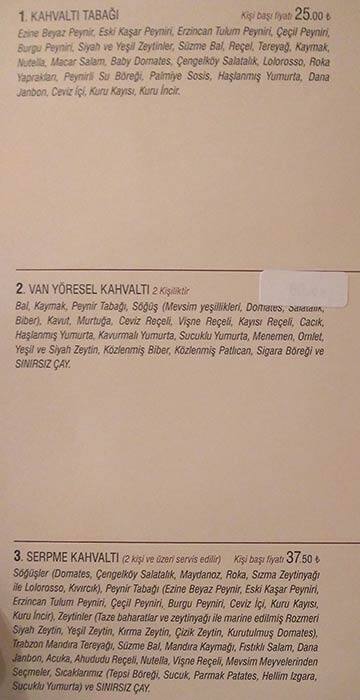 1. KAHVALTI TABAĞI Kişi başı fiyatı 25.00 ₺
Ezine Beyaz Peynir, Eski Kaşar Peyniri, Erzincan Tulum Peyniri, Çeçil Peyniri,
Burgu Peyniri, Siyah ve Yeşil Zeytinler, Süzme Bal, Reçel, Tereyağ, Kaymak,
Nutella, Macar Salam, Baby Domates, Çengelköy Salatalık, Lolorosso, Roka
Yaprakları, Peynirli Su Böreği, Palmiye Sosis, Haşlanmış Yumurta, Dana
Janbon, Ceviz İçi, Kuru Kayısı, Kuru İncir.
2. VAN YÖRESEL KAHVALTI 2 Kişiliktir
Bal, Kaymak, Peynir Tabağı, Söğüş (Mevsim yeşillikleri, Domates, Salatalık,
Biber), Kavut, Murtuğa, Ceviz Reçeli, Vişne Reçeli, Kayısı Reçeli, Cacık,
Haşlanmış Yumurta, Kavurmalı Yumurta, Sucuklu Yumurta, Menemen, Omlet,
Yeşil ve Siyah Zeytin, Közlenmiş Biber, Közlenmiş Patlıcan, Sigara Böreği ve
SINIRSIZ ÇAY.
3. SERPME KAHVALTI (2 kişi ve üzeri servis edilir) Kişi başı fiyatı 37.50 ₺
Söğüşler (Domates, Çengelköy Salatalık, Maydanoz, Roka, Sızma Zeytinyağı
ile Lolorosso, Kıvırcık), Peynir Tabağı (Ezine Beyaz Peynir, Eski Kaşar Peyniri,
Erzincan Tulum Peyniri, Çeçil Peyniri, Burgu Peyniri, Ceviz İçi, Kuru Kayısı,
Kuru İncir), Zeytinler (Taze baharatlar ve zeytinyağı ile marine edilmiş Rozmeri
Siyah Zeytin, Yeşil Zeytin, Kırma Zeytin, Çizik Zeytin, Kurutulmuş Domates),
Trabzon Mandıra Tereyağı, Süzme Bal, Mandıra Kaymağı, Fıstıklı Salam, Dana
Janbon, Acuka, Ahududu Reçeli, Nutella, Vişne Reçeli, Mevsim Meyvelerinden
Seçmeler, Sıcaklarımız (Tepsi Böreği, Sucuk, Parmak Patates, Hellim Izgara,
Sucuklu Yumurta) ve SINIRSIZ ÇAY.